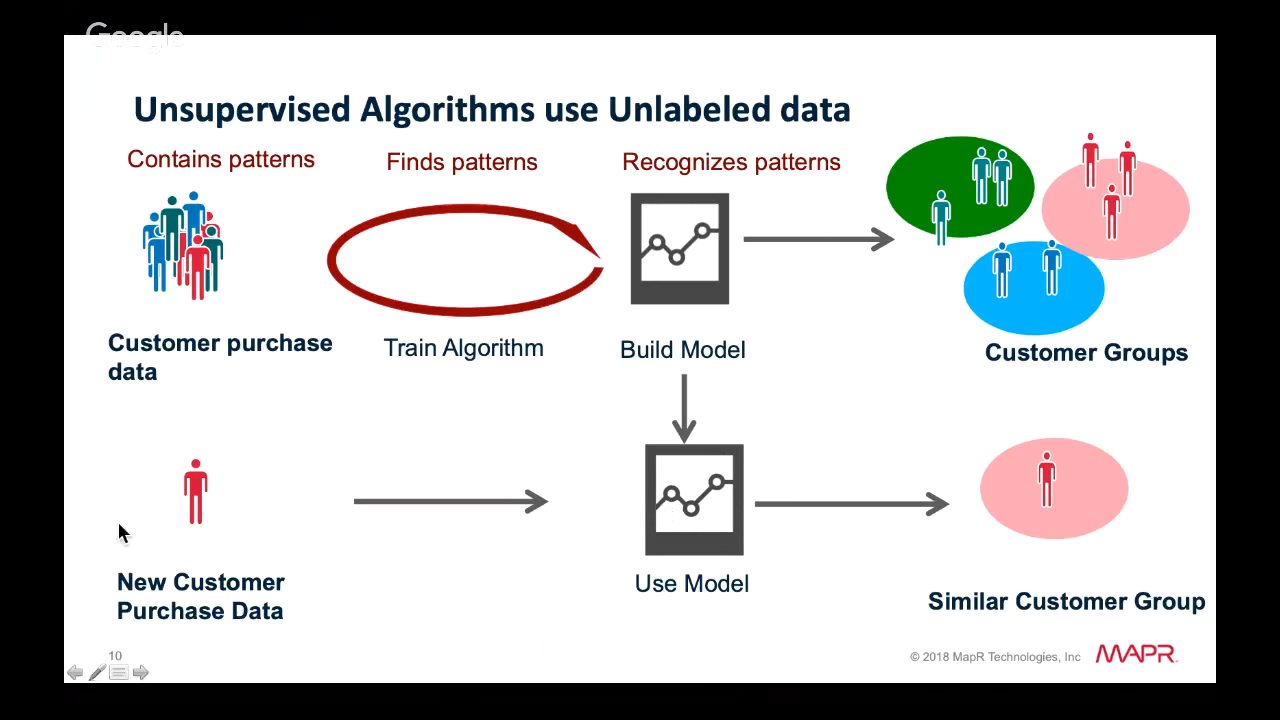 Google
Unsupervised Algorithms use Unlabeled data
Contains patterns
Finds patterns
Recognizes patterns
Customer purchase
data
Train Algorithm
Build Model
Customer Groups
New Customer
Purchase Data
Use Model
Similar Customer Group
10
© 2018 MapR Technologies, Inc
MAPR